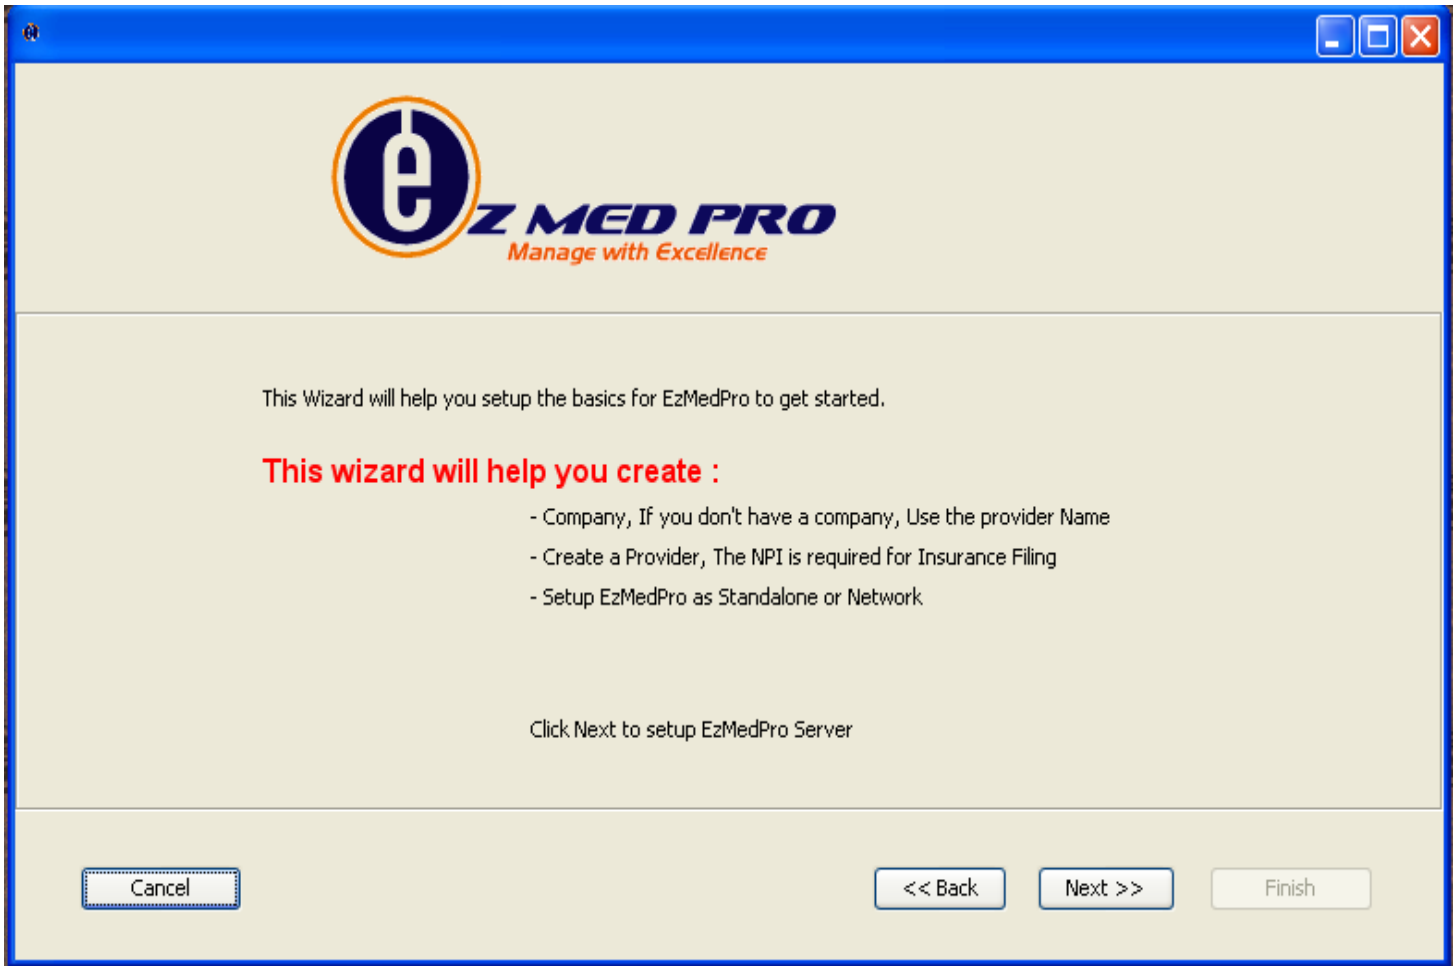 eZ MED PRO
Manage with Excellence
This Wizard will help you setup the basics for EzMedPro to get started.
This wizard will help you create :
- Company, If you don't have a company, Use the provider Name
- Create a Provider, The NPI is required for Insurance Filing
- Setup EzMedPro as Standalone or Network
Click Next to setup EzMedPro Server
Cancel
<< Back
Next >>
Finish